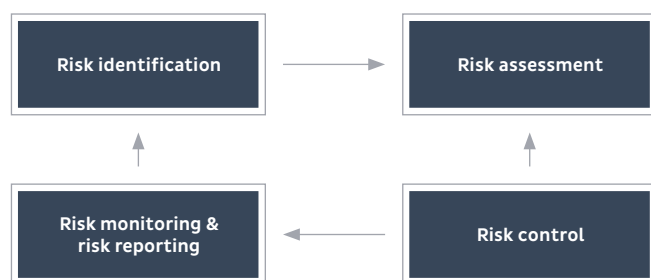 Risk identification
Risk assessment
Risk monitoring &
risk reporting
Risk control